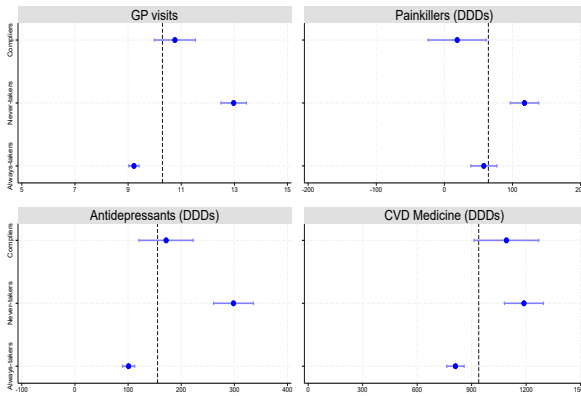 GP visits
Compliers
Never-takers
Always-takers
5 7 9 11 13 15
Painkillers (DDDs)
-200 -100 0 100 200
Antidepressants (DDDs)
Compliers
Never-takers
Always-takers
-100 0 100 200 300 400
CVD Medicine (DDDs)
0 300 600 900 1200 1500